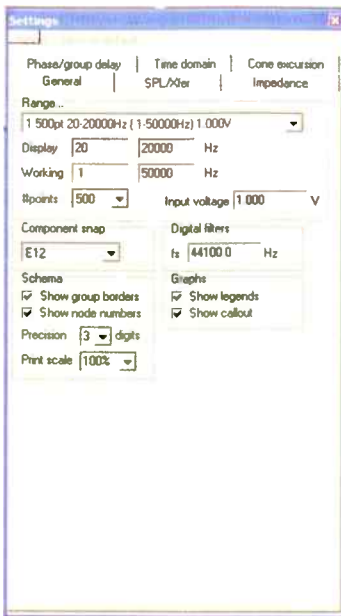 Settings
Phase/group delay Time domain Cone excursion
General SPL/Xfer Impedance
Range...
1 500pt 20-20000Hz ( 1-50000Hz) 1.000V
Display 20 20000 Hz
Working 1 50000 Hz
#points 500 Input voltage 1.000 V
Component snap Digital filters
E12 fs 44100.0 Hz
Schema Graphs
Show group borders Show legends
Show node numbers Show callout
Precision 3 digits
Print scale 100%